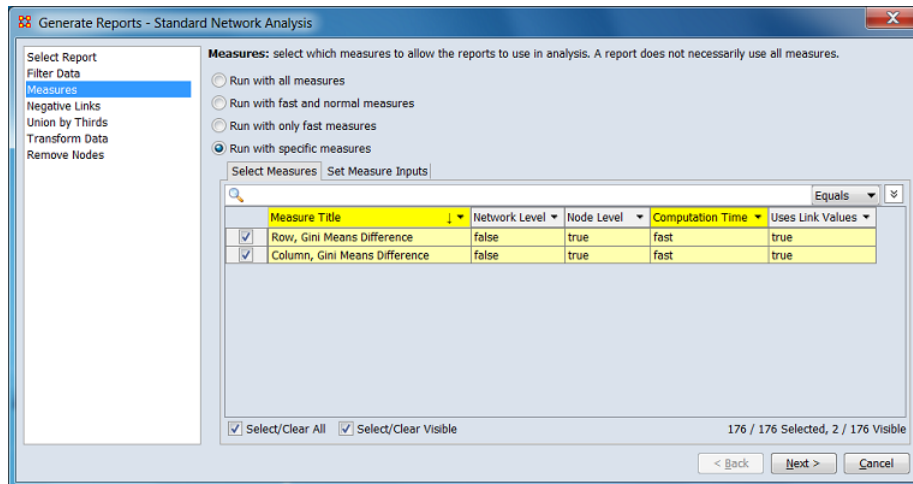 Generate Reports - Standard Network Analysis
X
Select Report
Filter Data
Measures
Negative Links
Union by Thirds
Transform Data
Remove Nodes
Measures: select which measures to allow the reports to use in analysis. A report does not necessarily use all measures.
Run with all measures
Run with fast and normal measures
Run with only fast measures
Run with specific measures
Select Measures Set Measure Inputs
Equals
Measure Title ↓ Network Level Node Level Computation Time Uses Link Values
Row, Gini Means Difference false true fast true
Column, Gini Means Difference false true fast true
Select/Clear All Select/Clear Visible 176 / 176 Selected, 2 / 176 Visible
< Back Next > Cancel